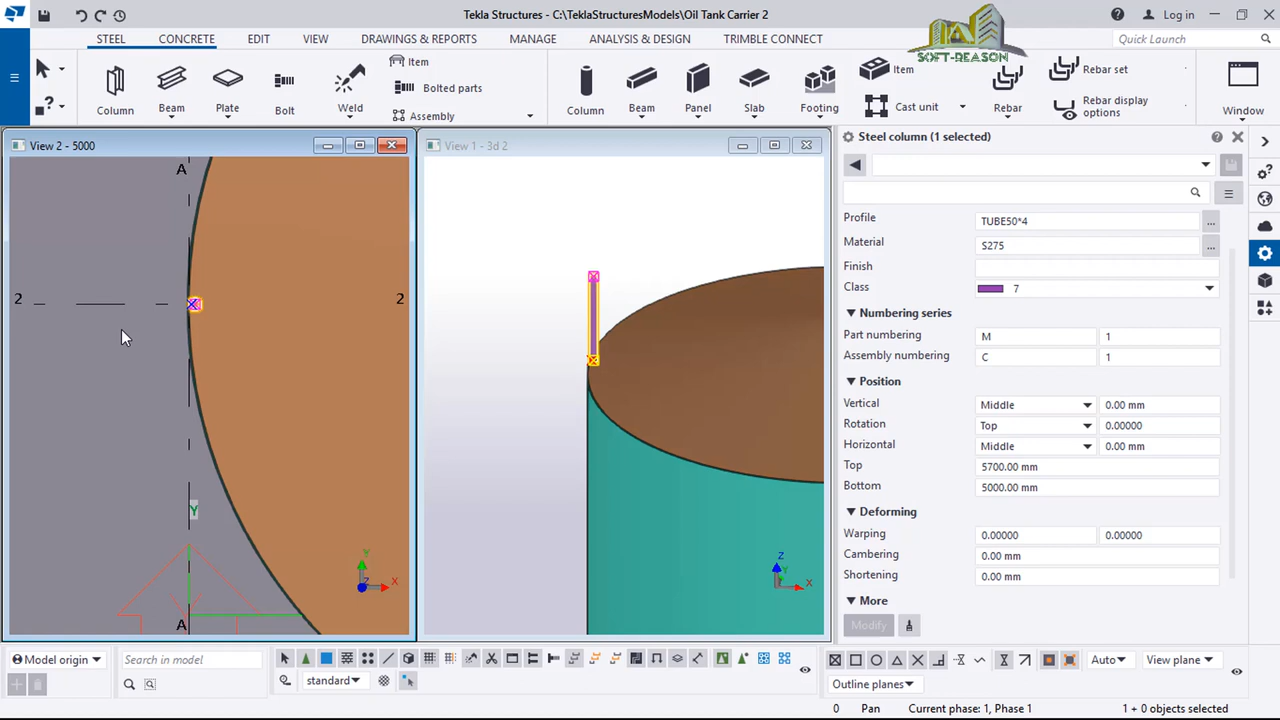 Tekla Structures - C:\TeklaStructuresModels\Oil Tank Carrier 2
Log in
SOFT-REASON
STEEL CONCRETE EDIT VIEW DRAWINGS & REPORTS MANAGE ANALYSIS & DESIGN TRIMBLE CONNECT
Quick Launch
Column Beam Plate Bolt Weld
Item
Bolted parts
Assembly
Column Beam Panel Slab Footing
Item
Cast unit
Rebar
Rebar set
Rebar display options
Window
View 2 - 5000
A
2
2
Y
A
Y
X
Z
View 1 - 3d 2
Z
Y
X
Steel column (1 selected)
Profile TUBE50*4
Material S275
Finish
Class 7
Numbering series
Part numbering M 1
Assembly numbering C 1
Position
Vertical Middle 0.00 mm
Rotation Top 0.00000
Horizontal Middle 0.00 mm
Top 5700.00 mm
Bottom 5000.00 mm
Deforming
Warping 0.00000 0.00000
Cambering 0.00 mm
Shortening 0.00 mm
More
Modify
Model origin
Search in model
standard
Auto
View plane
Outline planes
0 Pan Current phase: 1, Phase 1 1 + 0 objects selected